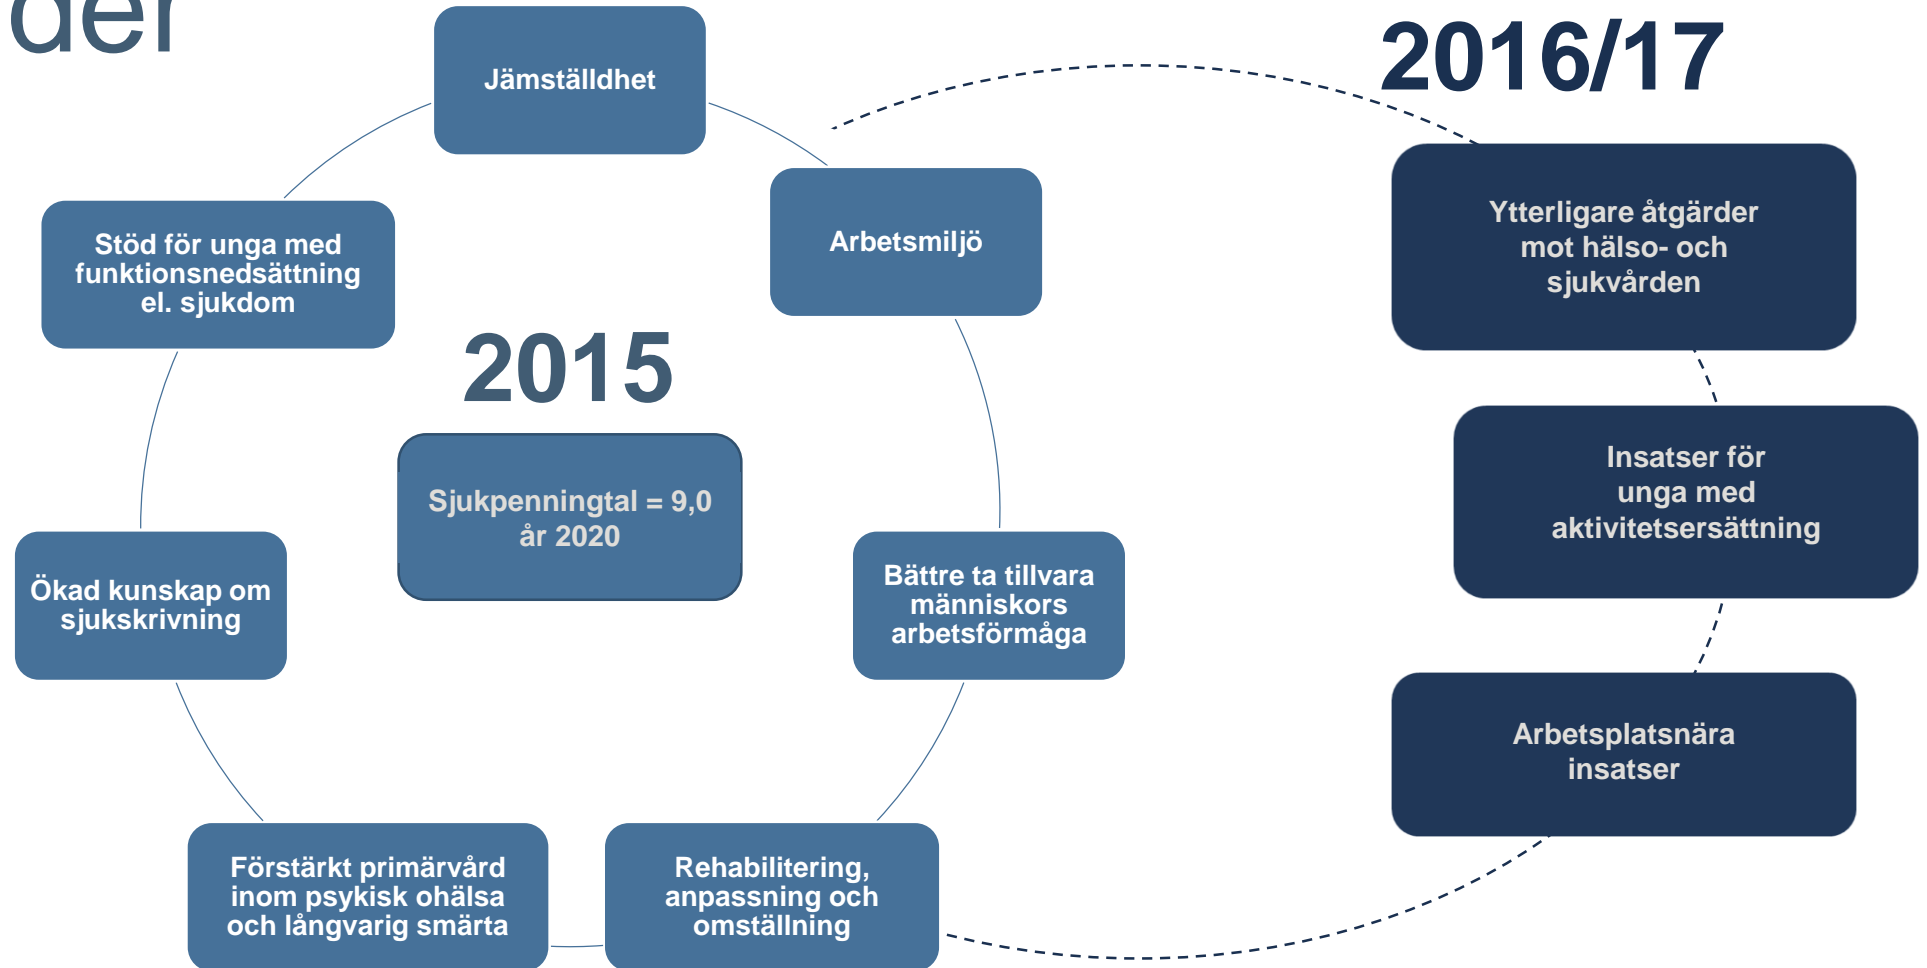 der
2016/17
Jämställdhet
Arbetsmiljö
Stöd för unga med
funktionsnedsättning
el. sjukdom
2015
Sjukpenningtal = 9,0
år 2020
Ökad kunskap om
sjukskrivning
Bättre ta tillvara
människors
arbetsförmåga
Förstärkt primärvård
inom psykisk ohälsa
och långvarig smärta
Rehabilitering,
anpassning och
omställning
Ytterligare åtgärder
mot hälso- och
sjukvården
Insatser för
unga med
aktivitetsersättning
Arbetsplatsnära
insatser